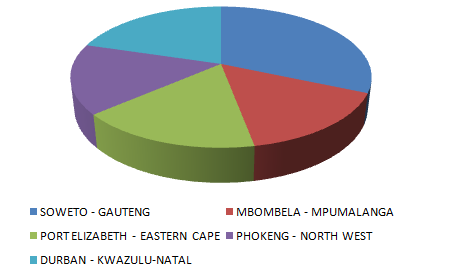 SOWETO - GAUTENG
MBOMBELA - MPUMALANGA
PORT ELIZABETH - EASTERN CAPE
PHOKENG - NORTH WEST
DURBAN - KWAZULU-NATAL